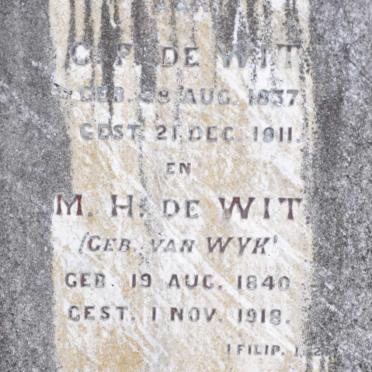 C. F. DE WIT
GEB. 28 AUG. 1837
GEST. 21 DEC. 1911.
EN
M. H. DE WIT
(GEB. VAN WYK)
GEB. 19 AUG. 1840
GEST. 1 NOV. 1918.
1 FILIP. 1.